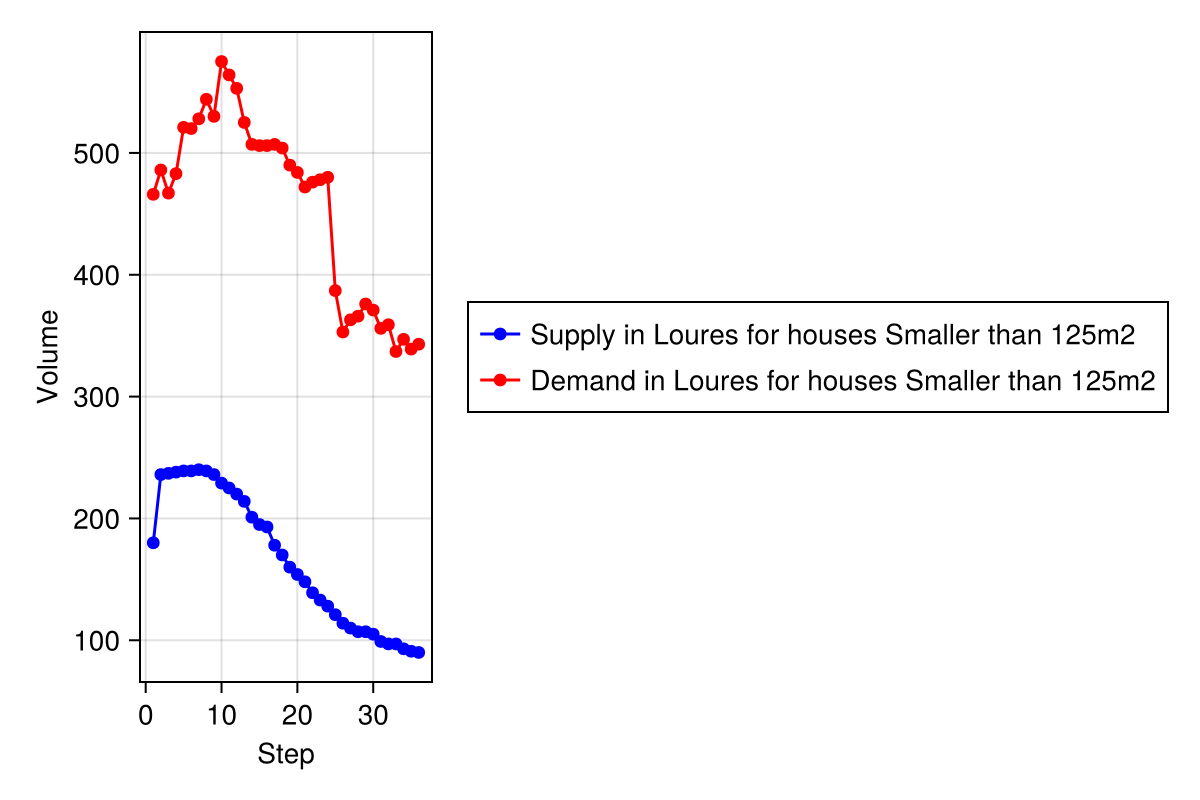 500
400
300
200
100
Volume
0 10 20 30
Step
Supply in Loures for houses Smaller than 125m2
Demand in Loures for houses Smaller than 125m2